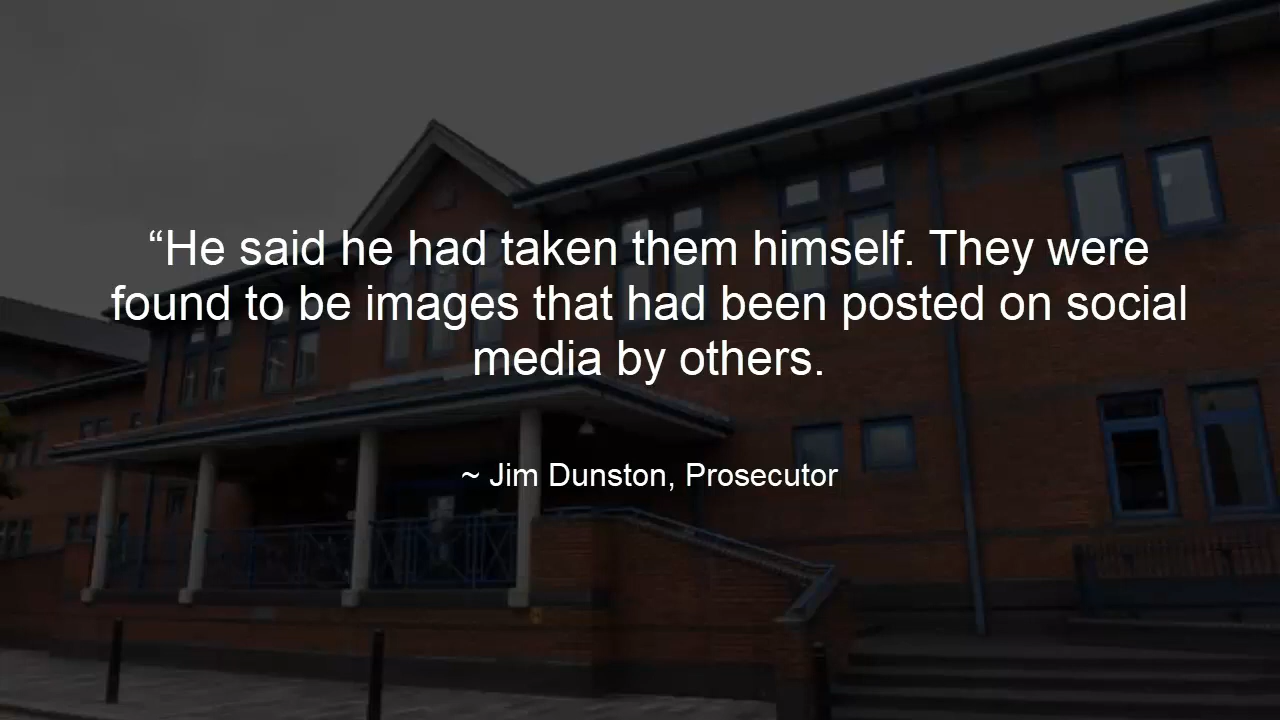 “He said he had taken them himself. They were
found to be images that had been posted on social
media by others.
~ Jim Dunston, Prosecutor